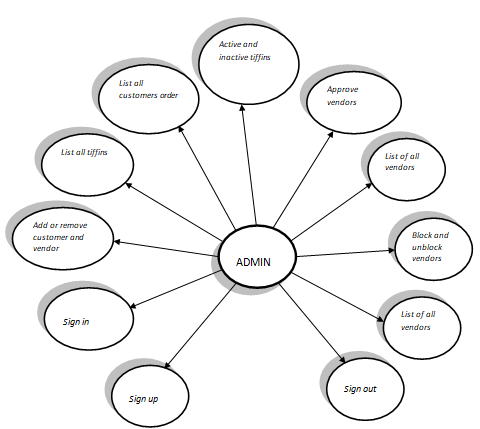 Active and
inactive tiffins
List all
customers order
Approve
vendors
List all tiffins
List of all
vendors
Add or remove
customer and
vendor
Block and
unblock
vendors
ADMIN
Sign in
List of all
vendors
Sign up
Sign out